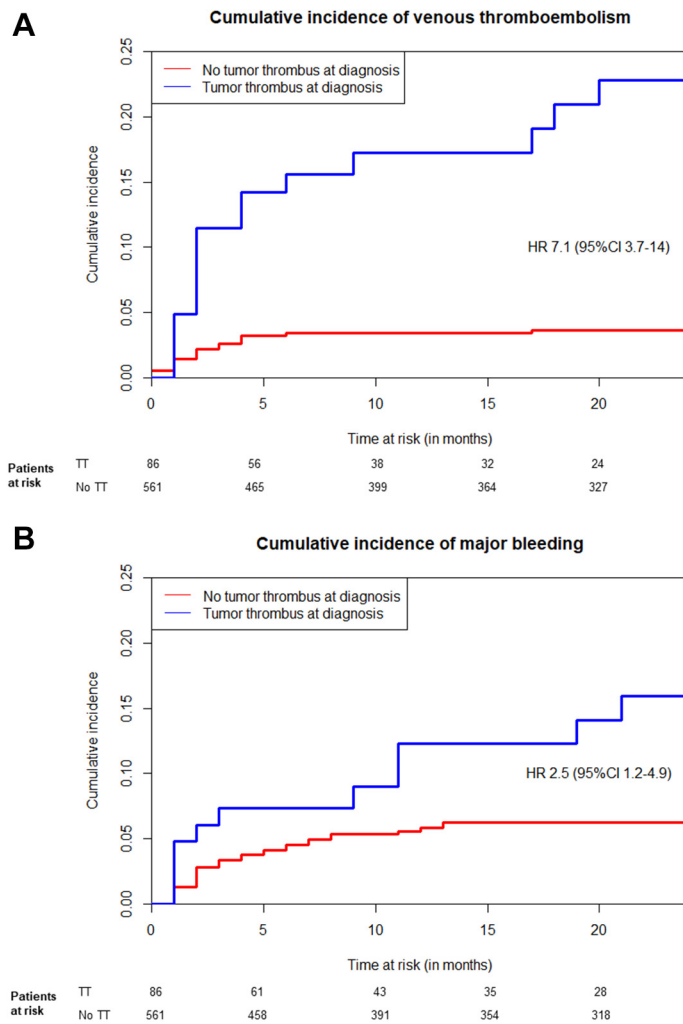 A
Cumulative incidence of venous thromboembolism
No tumor thrombus at diagnosis
Tumor thrombus at diagnosis
Cumulative incidence
0.00 0.05 0.10 0.15 0.20 0.25
HR 7.1 (95%CI 3.7-14)
0 5 10 15 20
Time at risk (in months)
Patients at risk
TT 86 56 38 32 24
No TT 561 465 399 364 327
B
Cumulative incidence of major bleeding
No tumor thrombus at diagnosis
Tumor thrombus at diagnosis
Cumulative incidence
0.00 0.05 0.10 0.15 0.20 0.25
HR 2.5 (95%CI 1.2-4.9)
0 5 10 15 20
Time at risk (in months)
Patients at risk
TT 86 61 43 35 28
No TT 561 458 391 354 318